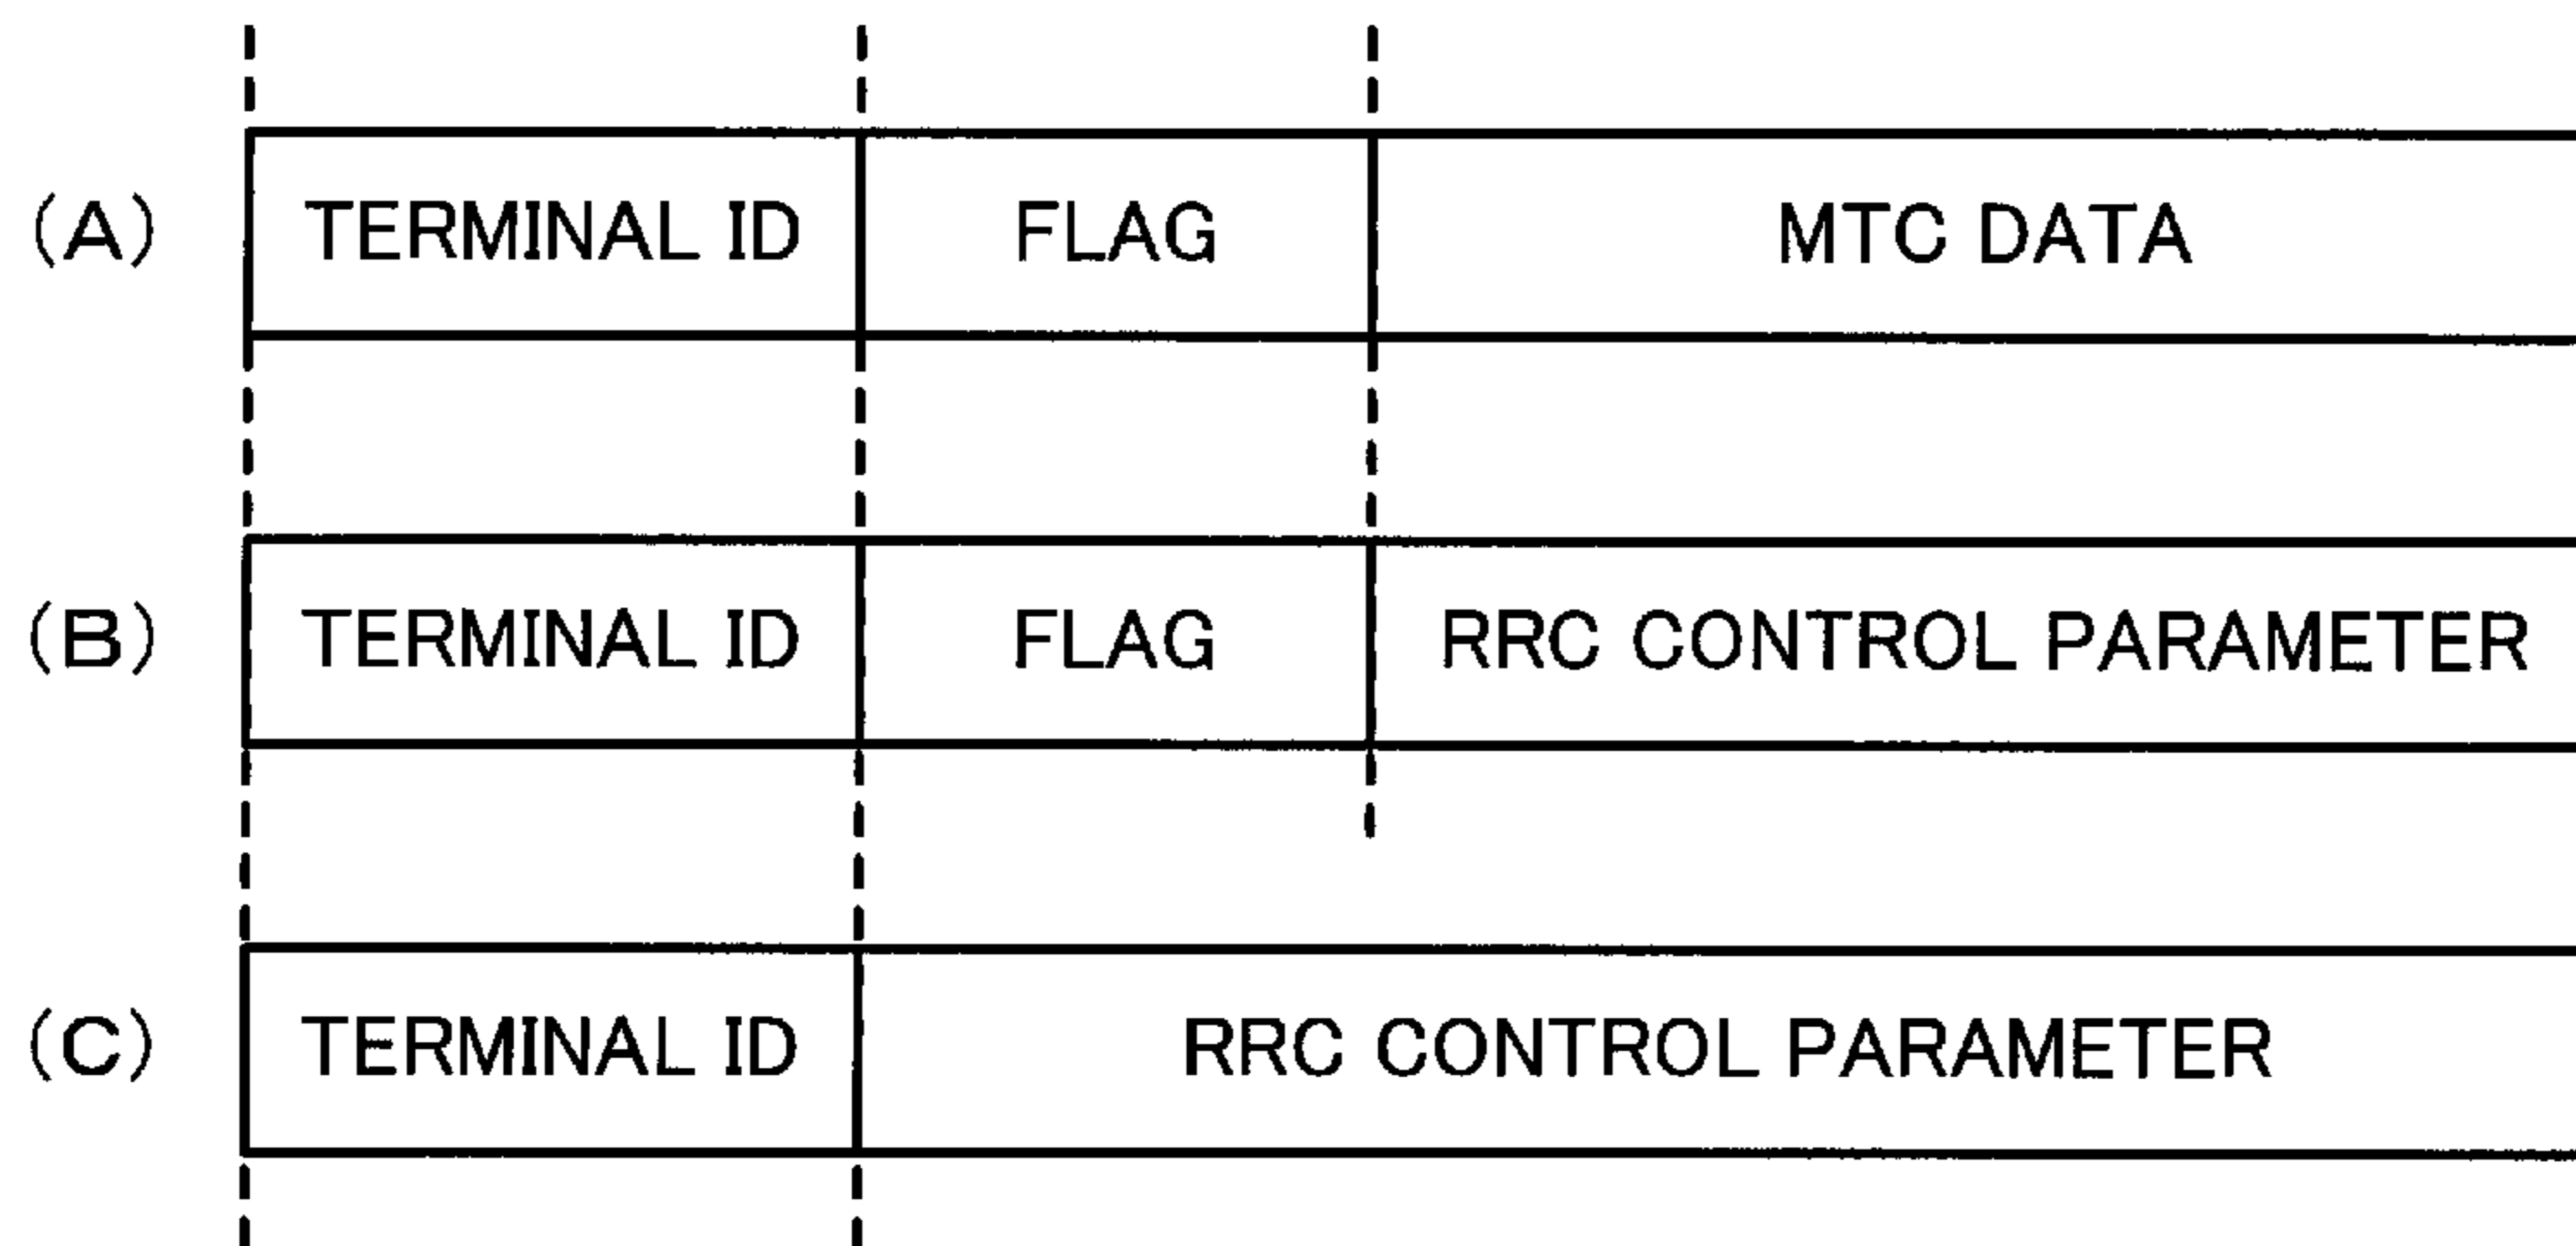 (A) TERMINAL ID FLAG MTC DATA
(B) TERMINAL ID FLAG RRC CONTROL PARAMETER
(C) TERMINAL ID RRC CONTROL PARAMETER